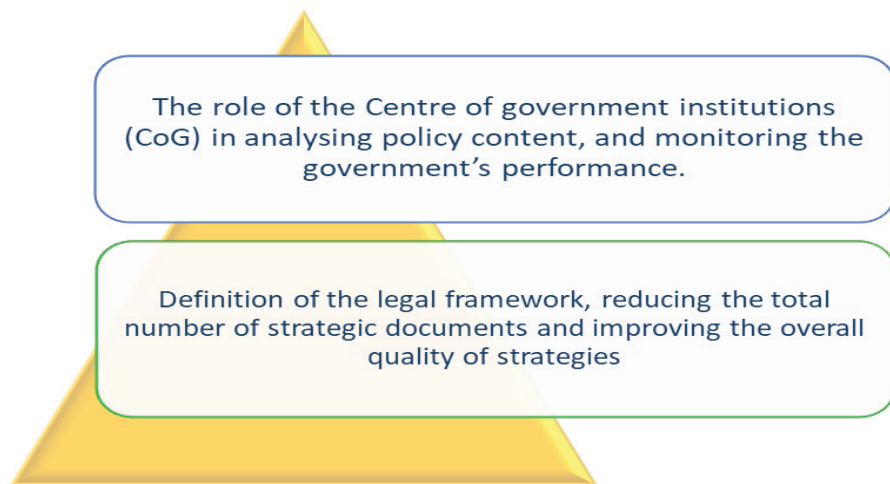 The role of the Centre of government institutions
(CoG) in analysing policy content, and monitoring the
government’s performance.
Definition of the legal framework, reducing the total
number of strategic documents and improving the overall
quality of strategies